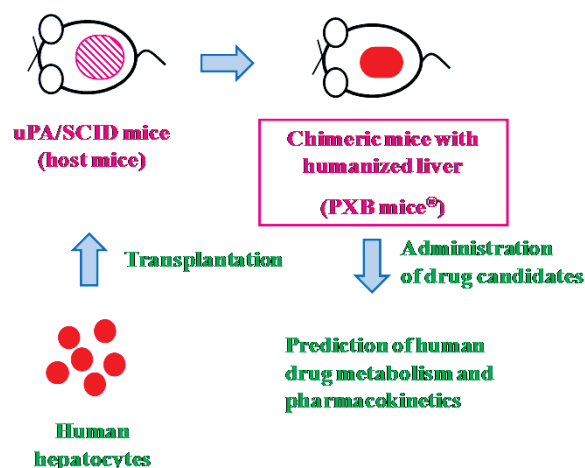 uPA/SCID mice
(host mice)
Chimeric mice with
humanized liver
(PXB mice®)
Transplantation
Administration
of drug candidates
Human
hepatocytes
Prediction of human
drug metabolism and
pharmacokinetics